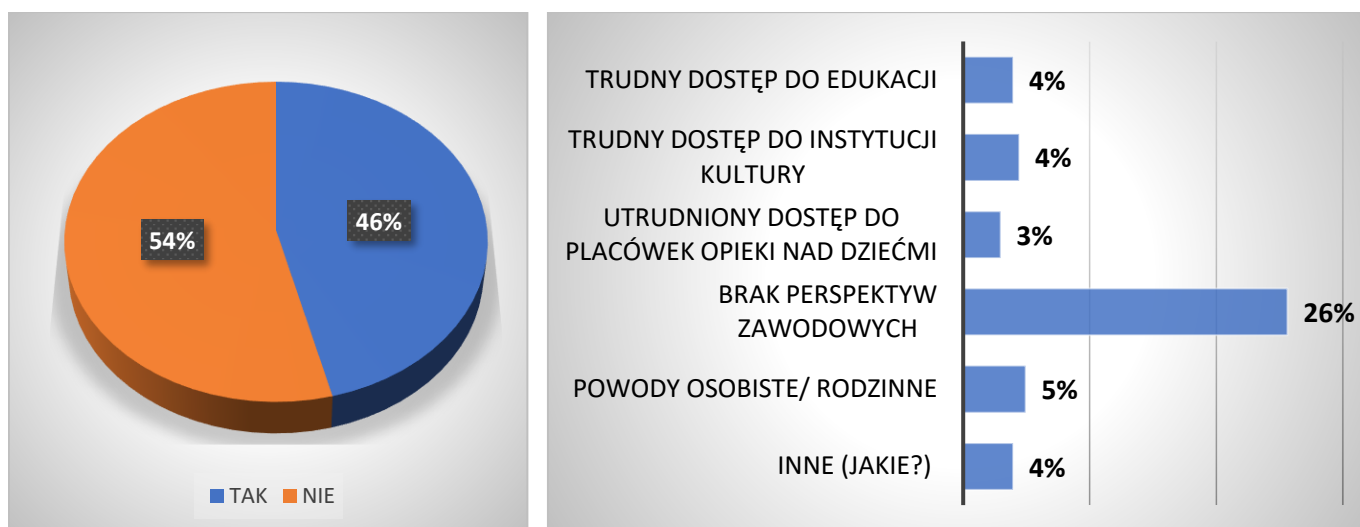 46%
54%
TAK NIE
TRUDNY DOSTĘP DO EDUKACJI 4%
TRUDNY DOSTĘP DO INSTYTUCJI
KULTURY 4%
UTRUDNIONY DOSTĘP DO
PLACÓWEK OPIEKI NAD DZIEĆMI 3%
BRAK PERSPEKTYW
ZAWODOWYCH 26%
POWODY OSOBISTE/ RODZINNE 5%
INNE (JAKIE?) 4%